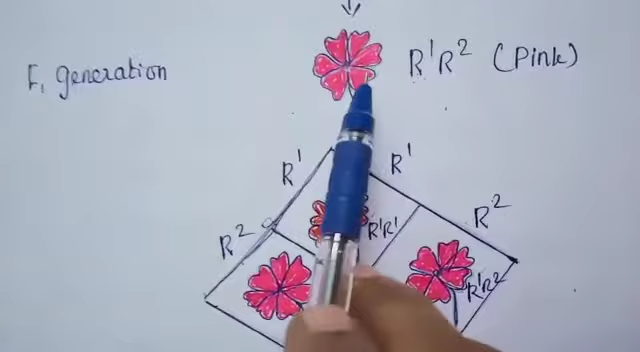 F₁ generation
R¹R² (Pink)
R¹
R¹
R²
R²
R¹R¹
R¹R²